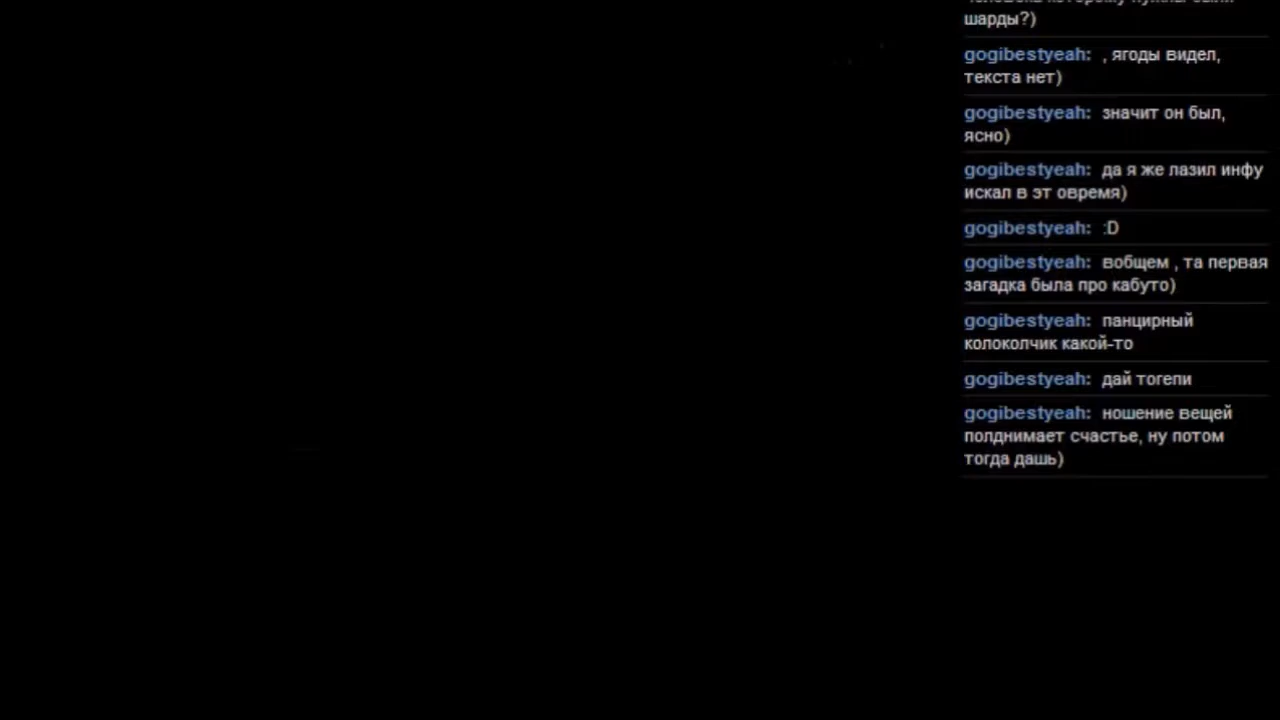 шарды?)
gogibestyeah: , ягоды видел,
текста нет)
gogibestyeah: значит он был,
ясно)
gogibestyeah: да я же лазил инфу
искал в эт овремя)
gogibestyeah: :D
gogibestyeah: вобщем , та первая
загадка была про кабуто)
gogibestyeah: панцирный
колоколчик какой-то
gogibestyeah: дай тогепи
gogibestyeah: ношение вещей
полднимает счастье, ну потом
тогда дашь)